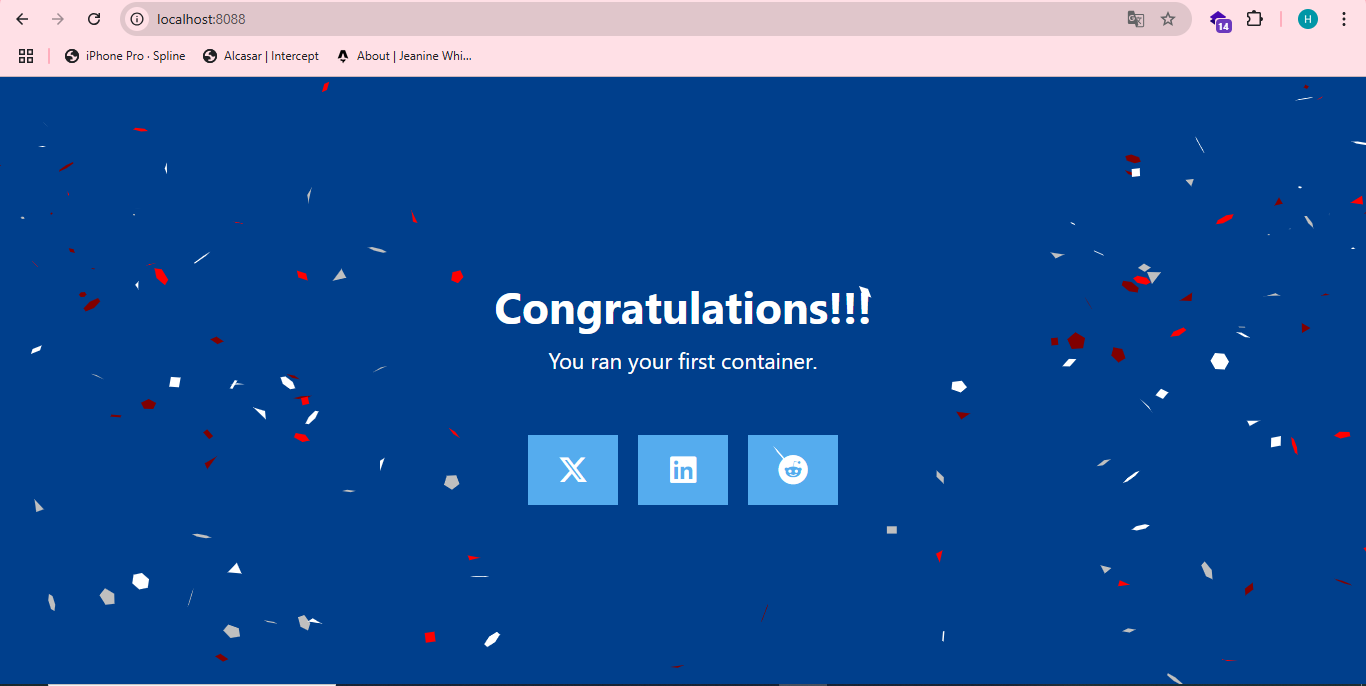 localhost:8088
14
H
iPhone Pro · Spline
Alcasar | Intercept
About | Jeanine Whi...
Congratulations!!!
You ran your first container.